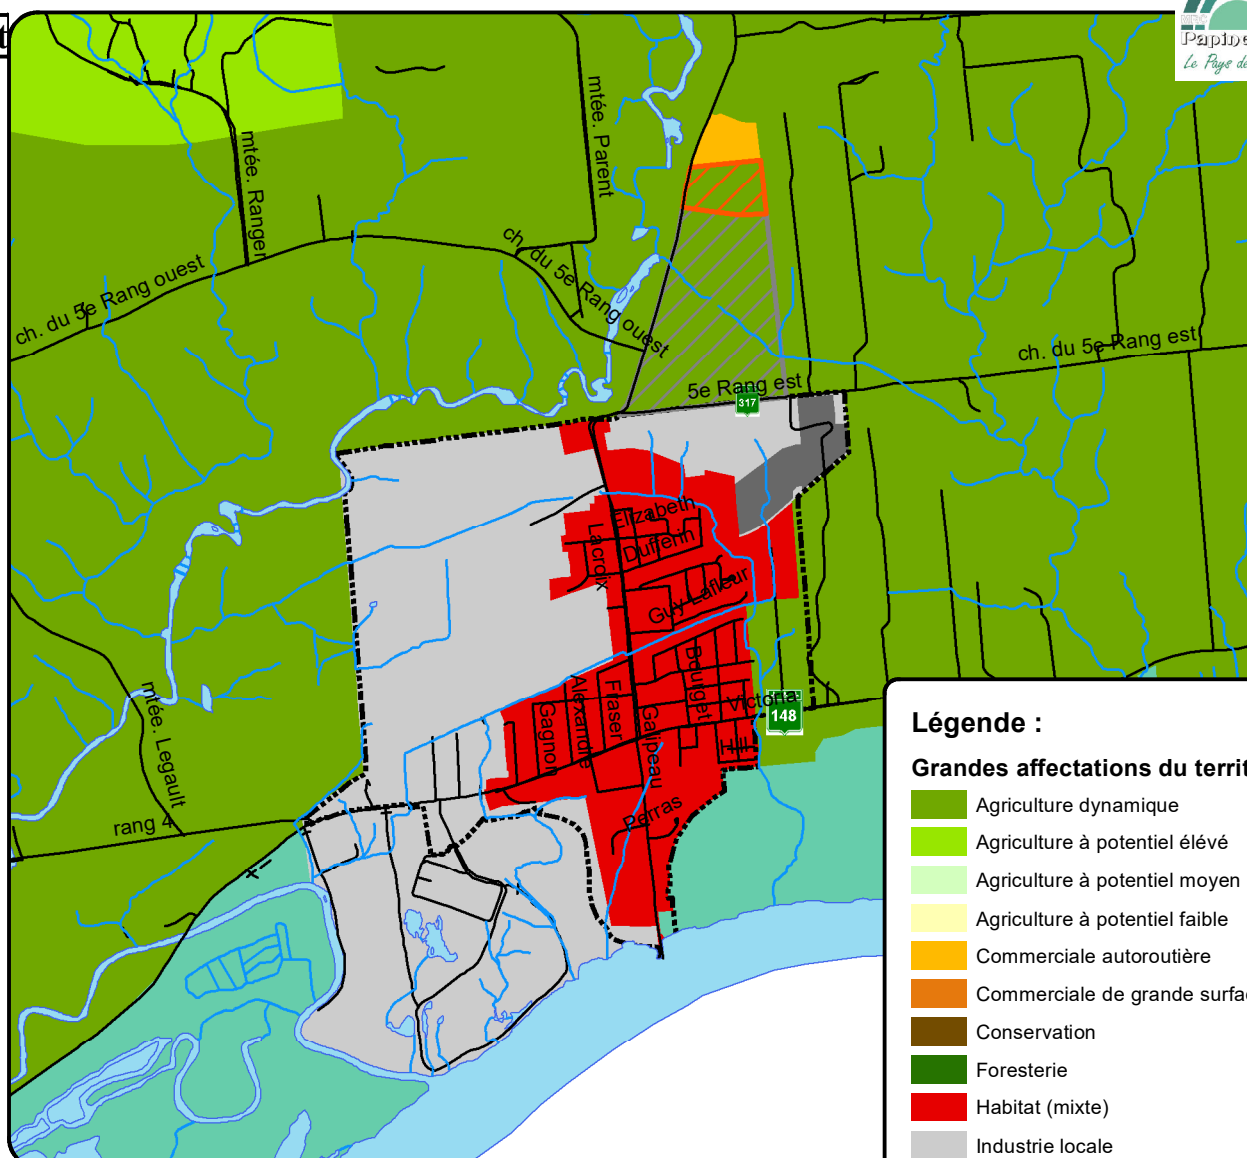 t
MRC
Papine
Le Pays de
mtée. Ranger
mtée. Parent
ch. du 5e Rang ouest
ch. du 5e Rang ouest
ch. du 5e Rang est
5e Rang est
317
Elizabeth
Dufferin
Lacroix
Guy Lafleur
Bourget
Victoria
148
Alexandre
Fraser
Gagnon
Galipeau
Hill
Perras
mtée. Legault
rang 4
Légende :
Grandes affectations du territ
Agriculture dynamique
Agriculture à potentiel élévé
Agriculture à potentiel moyen
Agriculture à potentiel faible
Commerciale autoroutière
Commerciale de grande surfa
Conservation
Foresterie
Habitat (mixte)
Industrie locale